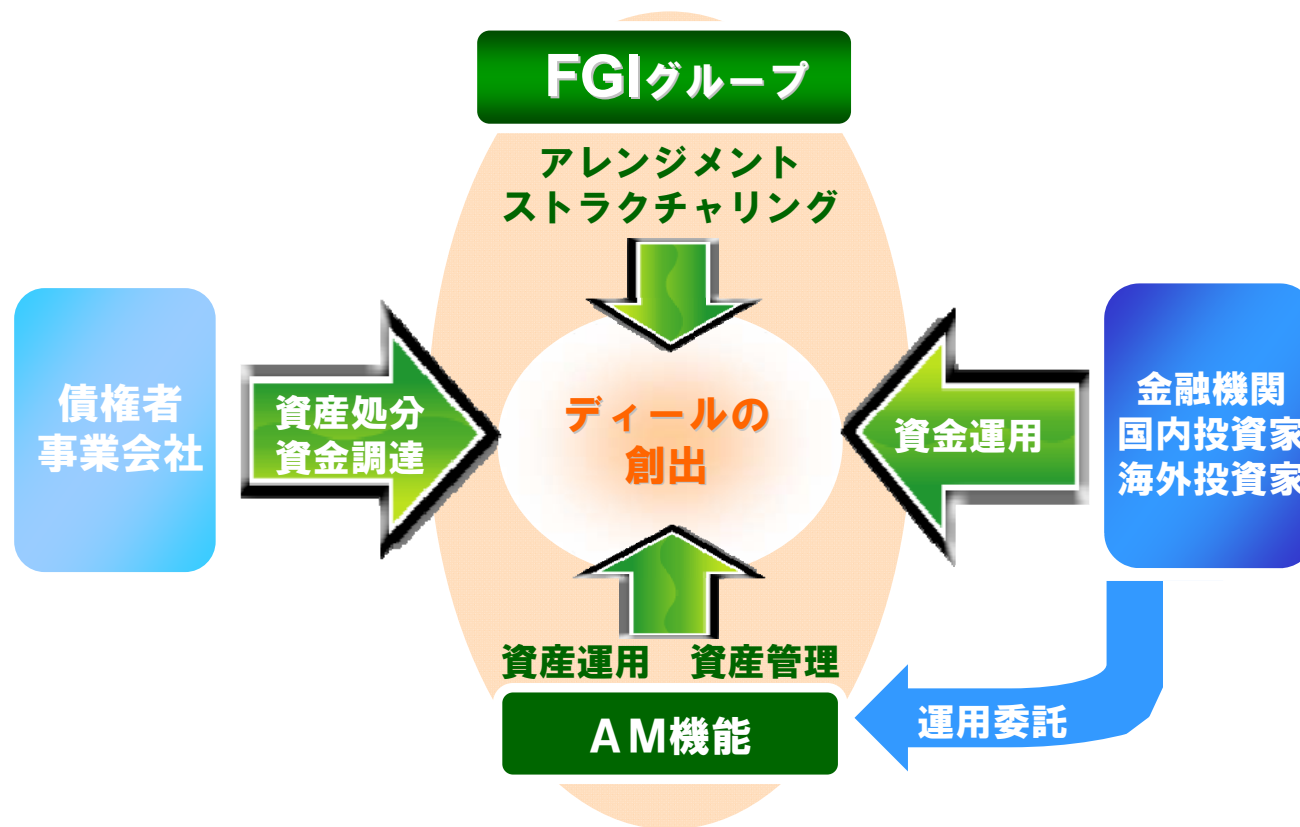 FGIグループ
アレンジメント
ストラクチャリング
債権者
事業会社
資産処分
資金調達
ディールの
創出
資金運用
金融機関
国内投資家
海外投資家
資産運用　資産管理
ＡＭ機能
運用委託